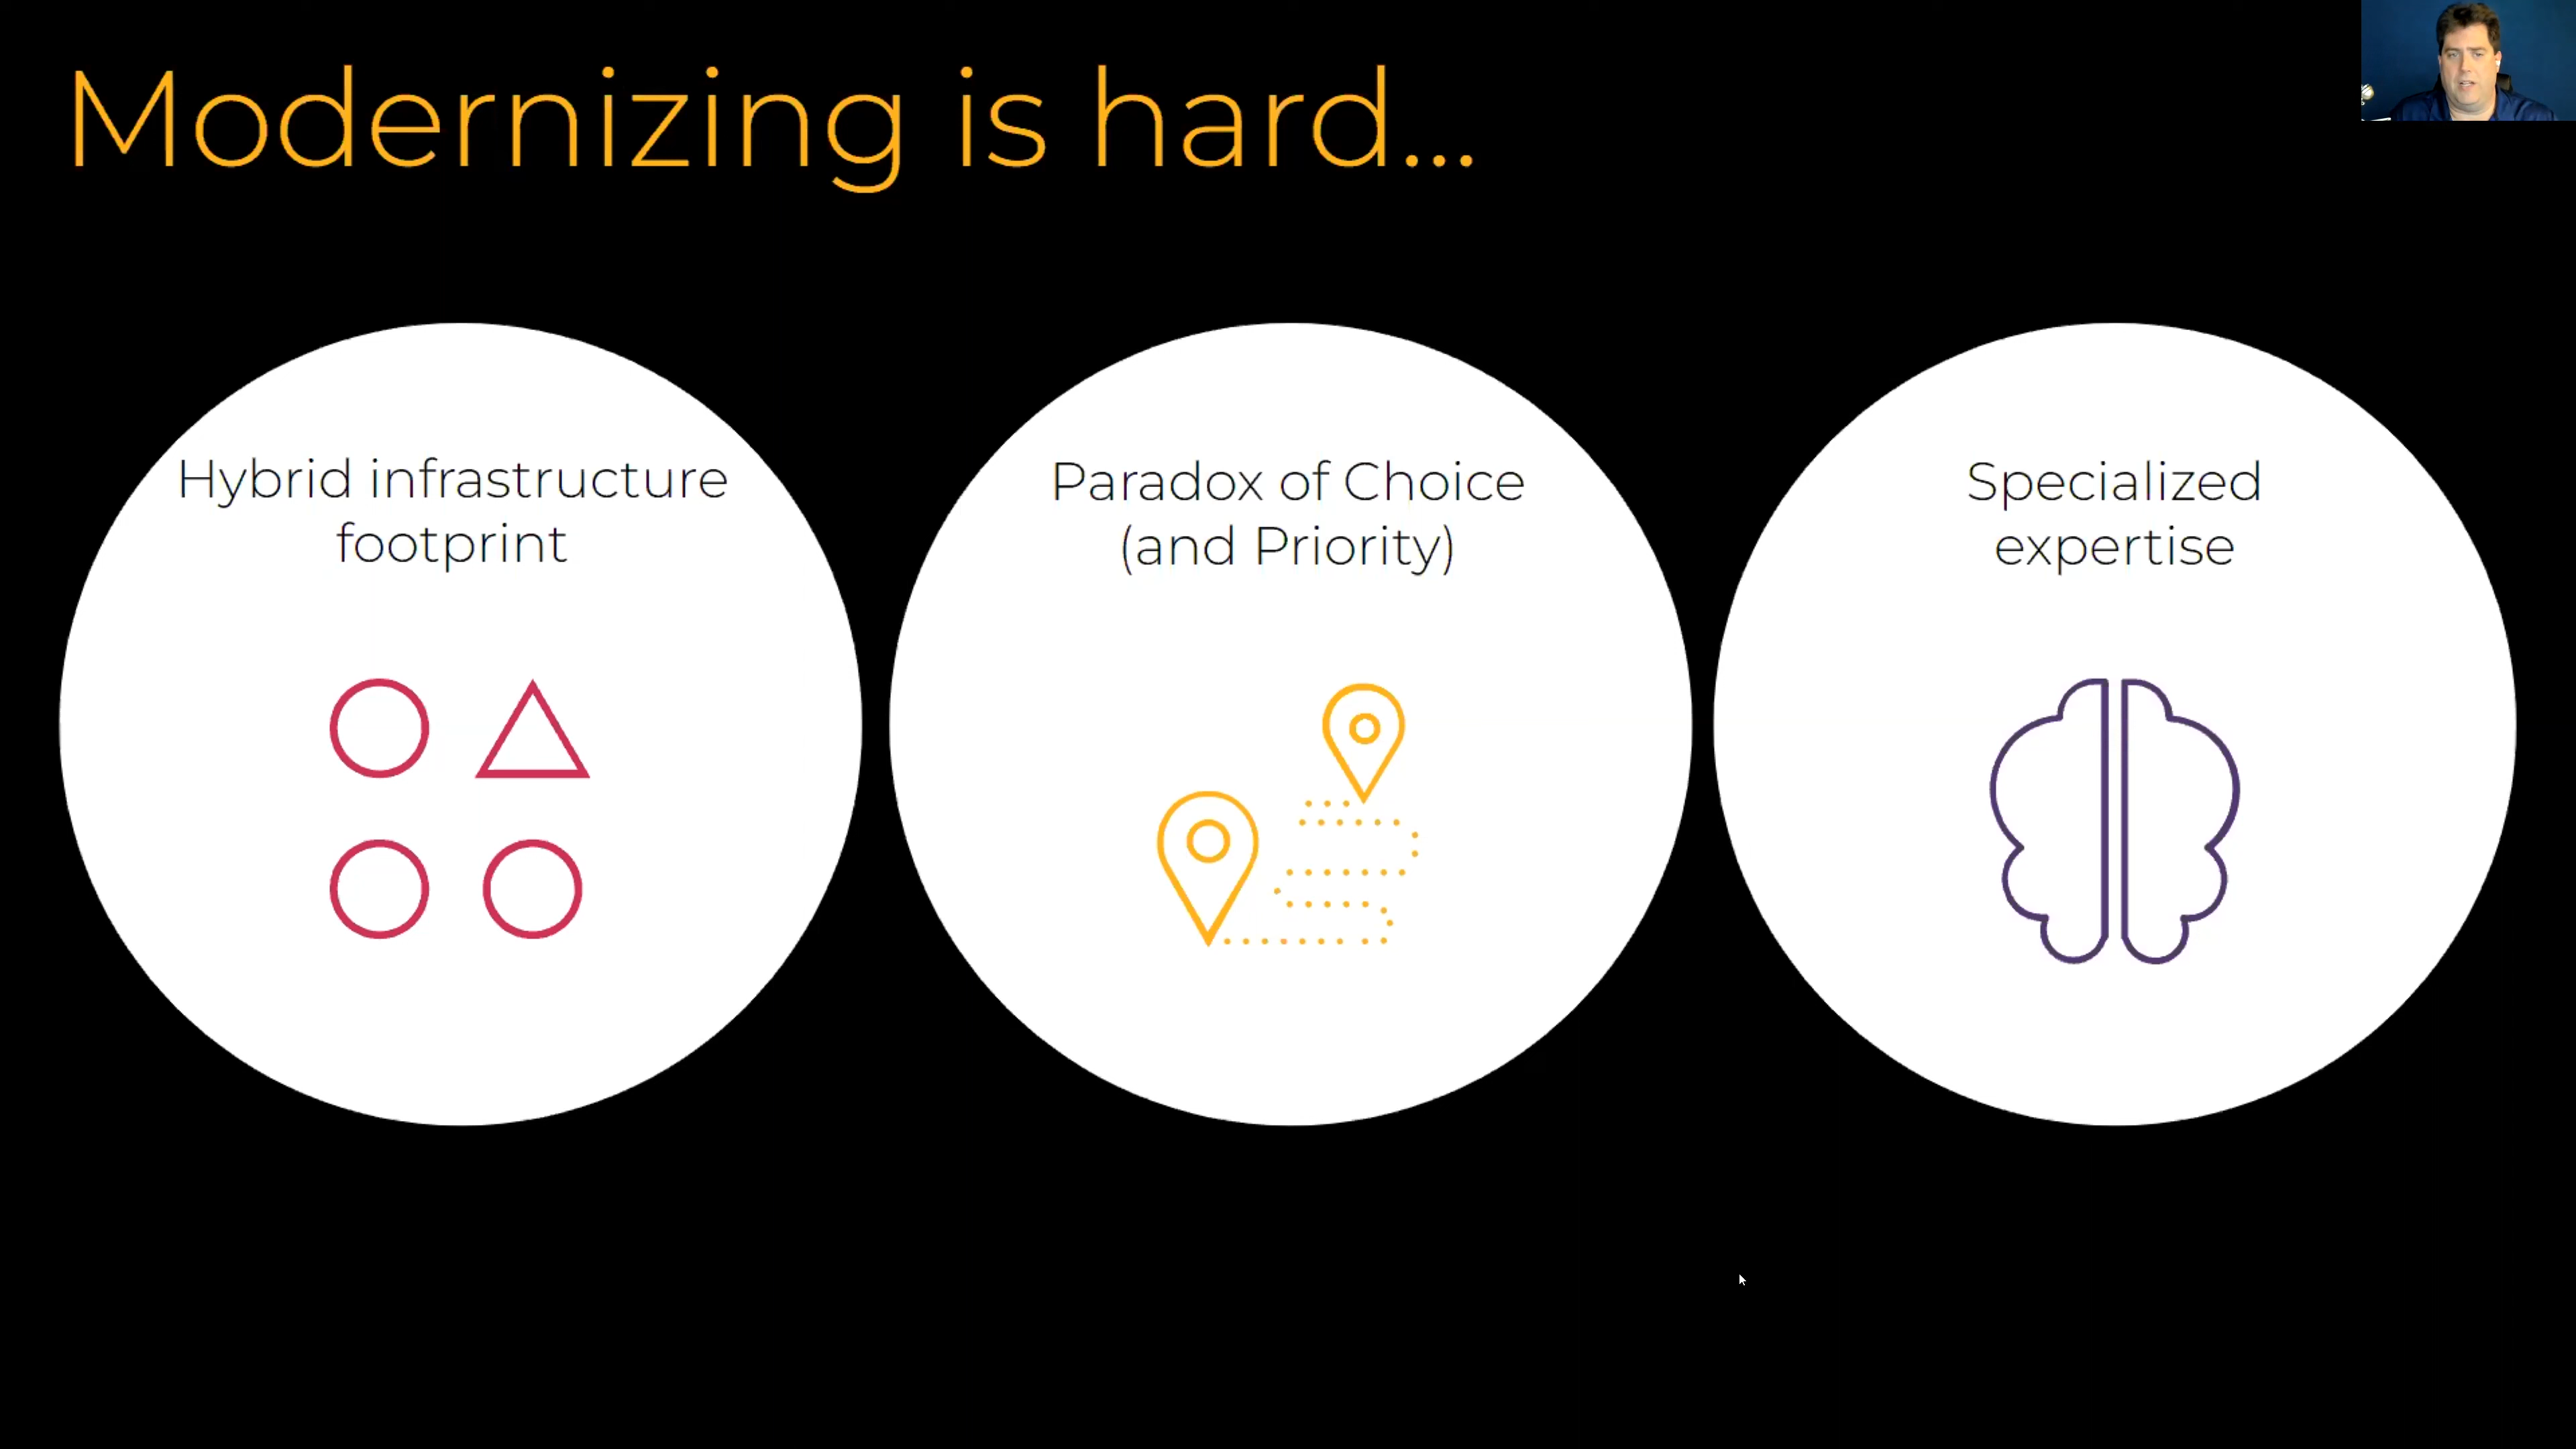 Modernizing is hard...
Hybrid infrastructure
footprint
Paradox of Choice
(and Priority)
Specialized
expertise